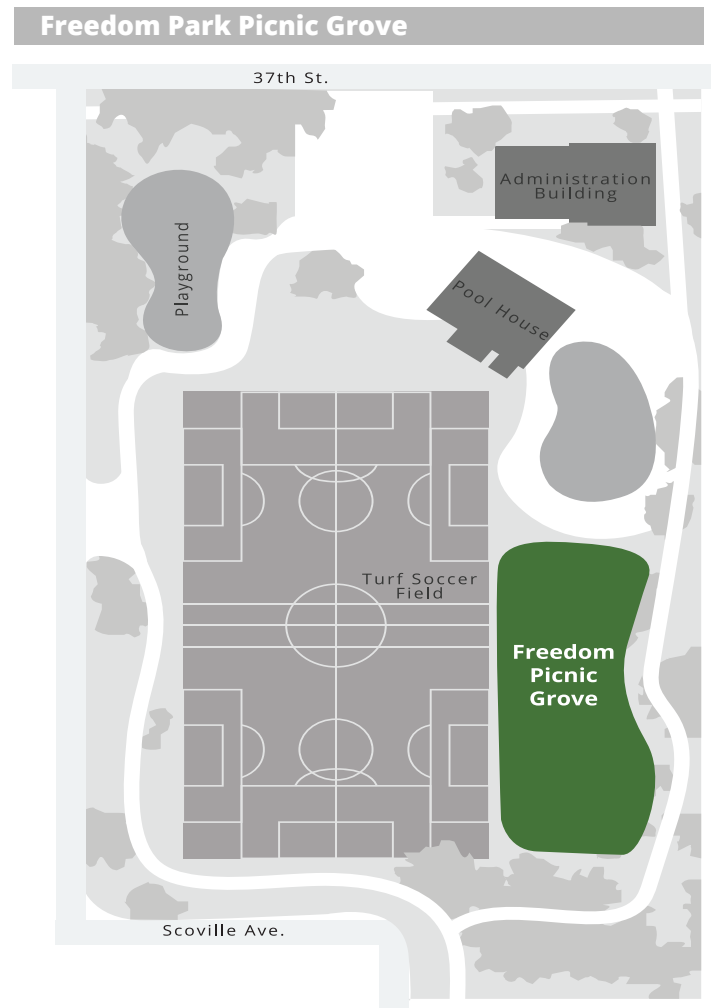 Freedom Park Picnic Grove
37th St.
Administration
Building
Playground
Pool House
Turf Soccer
Field
Freedom
Picnic
Grove
Scoville Ave.